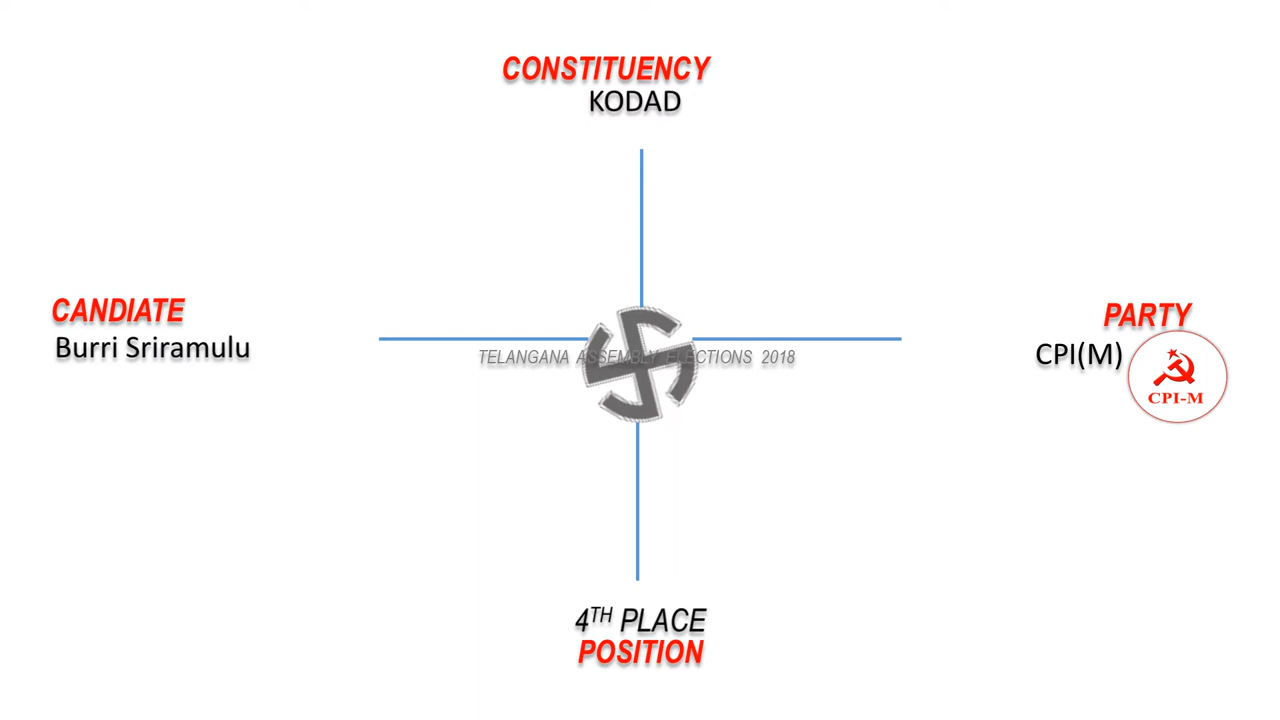 CONSTITUENCY
KODAD
CANDIATE
Burri Sriramulu
PARTY
CPI(M)
CPI-M
TELANGANA ASSEMBLY ELECTIONS 2018
4TH PLACE
POSITION